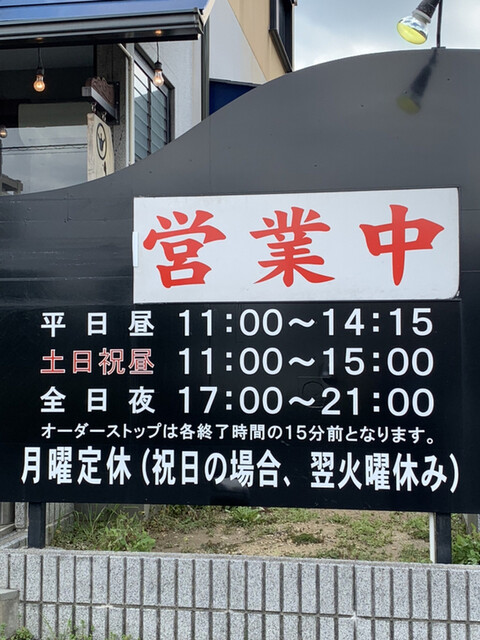 営業中
平日昼 11:00～14:15
土日祝昼 11:00～15:00
全日夜 17:00～21:00
オーダーストップは各終了時間の15分前となります。
月曜定休(祝日の場合、翌火曜休み)